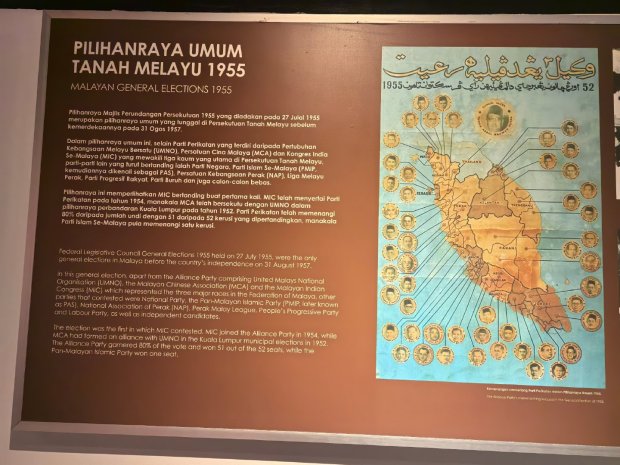 PILIHANRAYA UMUM
TANAH MELAYU 1955
MALAYAN GENERAL ELECTIONS 1955
Pilihanraya Majlis Perundangan Persekutuan 1955 yang diadakan pada 27 Julai 1955
merupakan pilihanraya umum yang tunggal di Persekutuan Tanah Melayu sebelum
kemerdekaannya pada 31 Ogos 1957.
Dalam pilihanraya umum ini, selain Parti Perikatan yang terdiri daripada Pertubuhan
Kebangsaan Melayu Bersatu (UMNO), Persatuan Cina Malaya (MCA) dan Kongres India
Se-Malaya (MIC) yang mewakili tiga kaum yang utama di Persekutuan Tanah Melayu,
parti-parti lain yang turut bertanding ialah Parti Negara, Parti Islam Se-Malaya (PMIP,
kemudiannya dikenali sebagai PAS), Persatuan Kebangsaan Perak (NAP), Liga Melayu
Perak, Parti Progresif Rakyat, Parti Buruh dan juga calon-calon bebas.
Pilihanraya ini memperlihatkan MIC bertanding buat pertama kali. MIC telah menyertai Parti
Perikatan pada tahun 1954, manakala MCA telah bersekutu dengan UMNO dalam
pilihanraya perbandaran Kuala Lumpur pada tahun 1952. Parti Perikatan telah memenangi
80% daripada jumlah undi dengan 51 daripada 52 kerusi yang dipertandingkan, manakala
Parti Islam Se-Malaya pula memenangi satu kerusi.
Federal Legislative Council General Elections 1955 held on 27 July 1955, were the only
general elections in Malaya before the country's independence on 31 August 1957.
In this general election, apart from the Alliance Party comprising United Malays National
Organisation (UMNO), the Malayan Chinese Association (MCA) and the Malayan Indian
Congress (MIC) which represented the three major races in the Federation of Malaya, other
parties that contested were National Party, the Pan-Malayan Islamic Party (PMIP, later known
as PAS), National Association of Perak (NAP), Perak Malay League, People's Progressive Party
and Labour Party, as well as independent candidates.
The election was the first in which MIC contested. MIC joined the Alliance Party in 1954, while
MCA had formed an alliance with UMNO in the Kuala Lumpur municipal elections in 1952.
The Alliance Party garnered 80% of the vote and won 51 out of the 52 seats, while the
Pan-Malayan Islamic Party won one seat.
1955
52